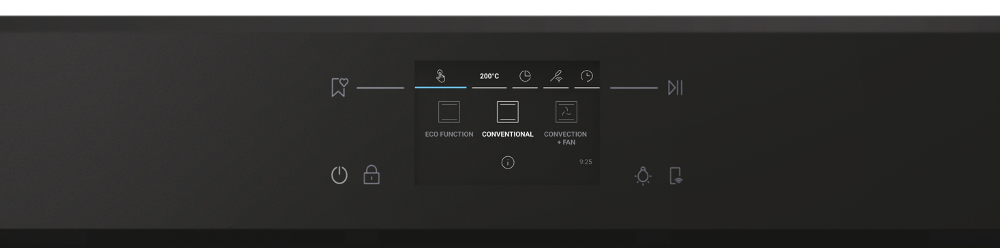 200°C
ECO FUNCTION
CONVENTIONAL
CONVECTION
+ FAN
9:25